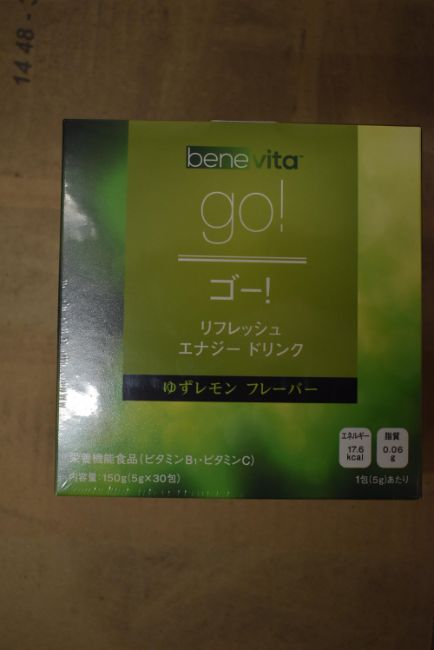 14 48 -
benevita™
go!
ゴー!
リフレッシュ
エナジー ドリンク
ゆずレモン フレーバー
エネルギー
17.6
kcal
脂質
0.06
g
栄養機能食品(ビタミンB1・ビタミンC)
内容量:150g(5g×30包)
1包(5g)あたり